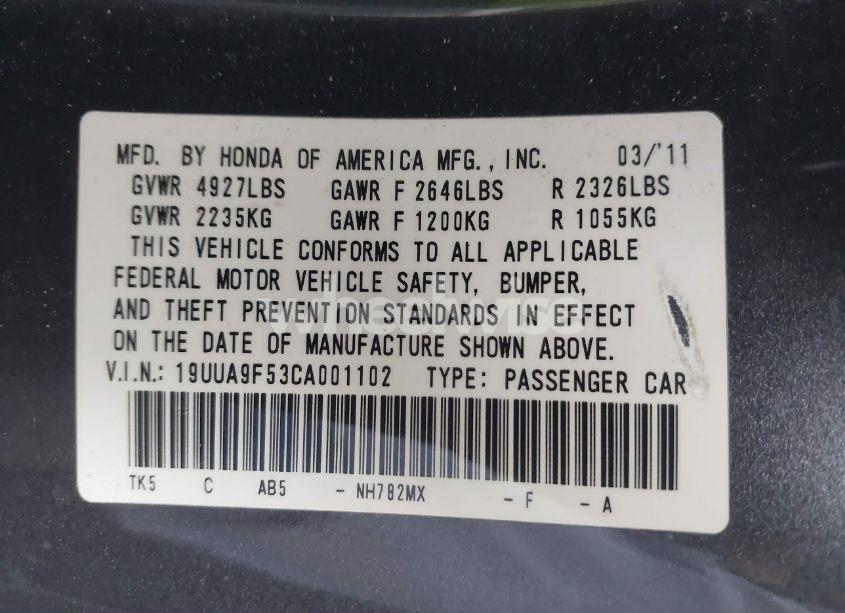 MFD. BY HONDA OF AMERICA MFG., INC. 03/'11
GVWR 4927LBS GAWR F 2646LBS R 2326LBS
GVWR 2235KG GAWR F 1200KG R 1055KG
THIS VEHICLE CONFORMS TO ALL APPLICABLE
FEDERAL MOTOR VEHICLE SAFETY, BUMPER,
AND THEFT PREVENTION STANDARDS IN EFFECT
ON THE DATE OF MANUFACTURE SHOWN ABOVE.
V.I.N.: 19UUA9F53CA001102 TYPE: PASSENGER CAR
TK5 C AB5 - NH782MX - F - A